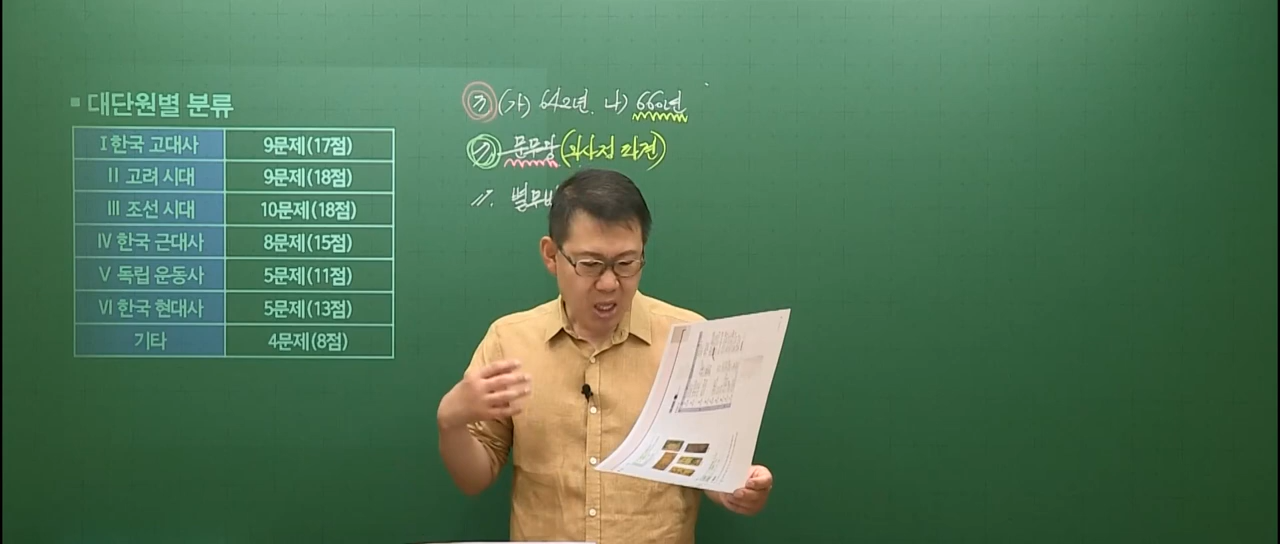 ▪ 대단원별 분류
Ⅰ 한국 고대사 9문제(17점)
Ⅱ 고려 시대 9문제(18점)
Ⅲ 조선 시대 10문제(18점)
Ⅳ 한국 근대사 8문제(15점)
Ⅴ 독립 운동사 5문제(11점)
Ⅵ 한국 현대사 5문제(13점)
기타 4문제(8점)
(가) 642년, 나) 660년
문무왕 (외사정 파견)
11. 별무반